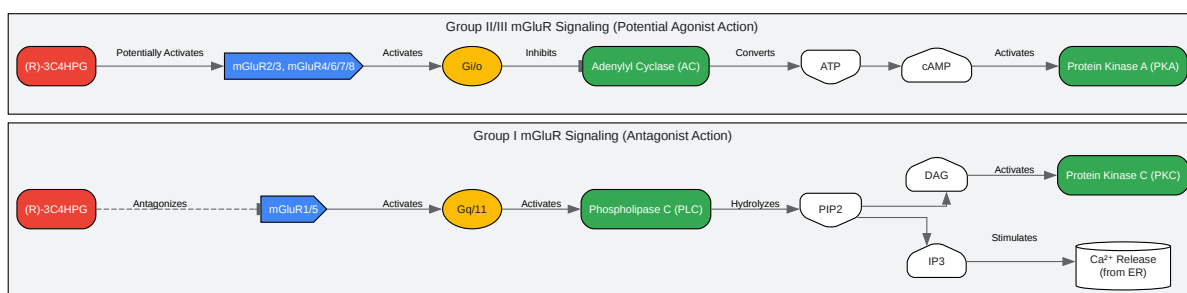 Group II/III mGluR Signaling (Potential Agonist Action)
(R)-3C4HPG
Potentially Activates
mGluR2/3, mGluR4/6/7/8
Activates
Gi/o
Inhibits
Adenylyl Cyclase (AC)
Converts
ATP
cAMP
Activates
Protein Kinase A (PKA)
Group I mGluR Signaling (Antagonist Action)
(R)-3C4HPG
Antagonizes
mGluR1/5
Activates
Gq/11
Activates
Phospholipase C (PLC)
Hydrolyzes
PIP2
DAG
Activates
Protein Kinase C (PKC)
IP3
Stimulates
Ca²⁺ Release
(from ER)